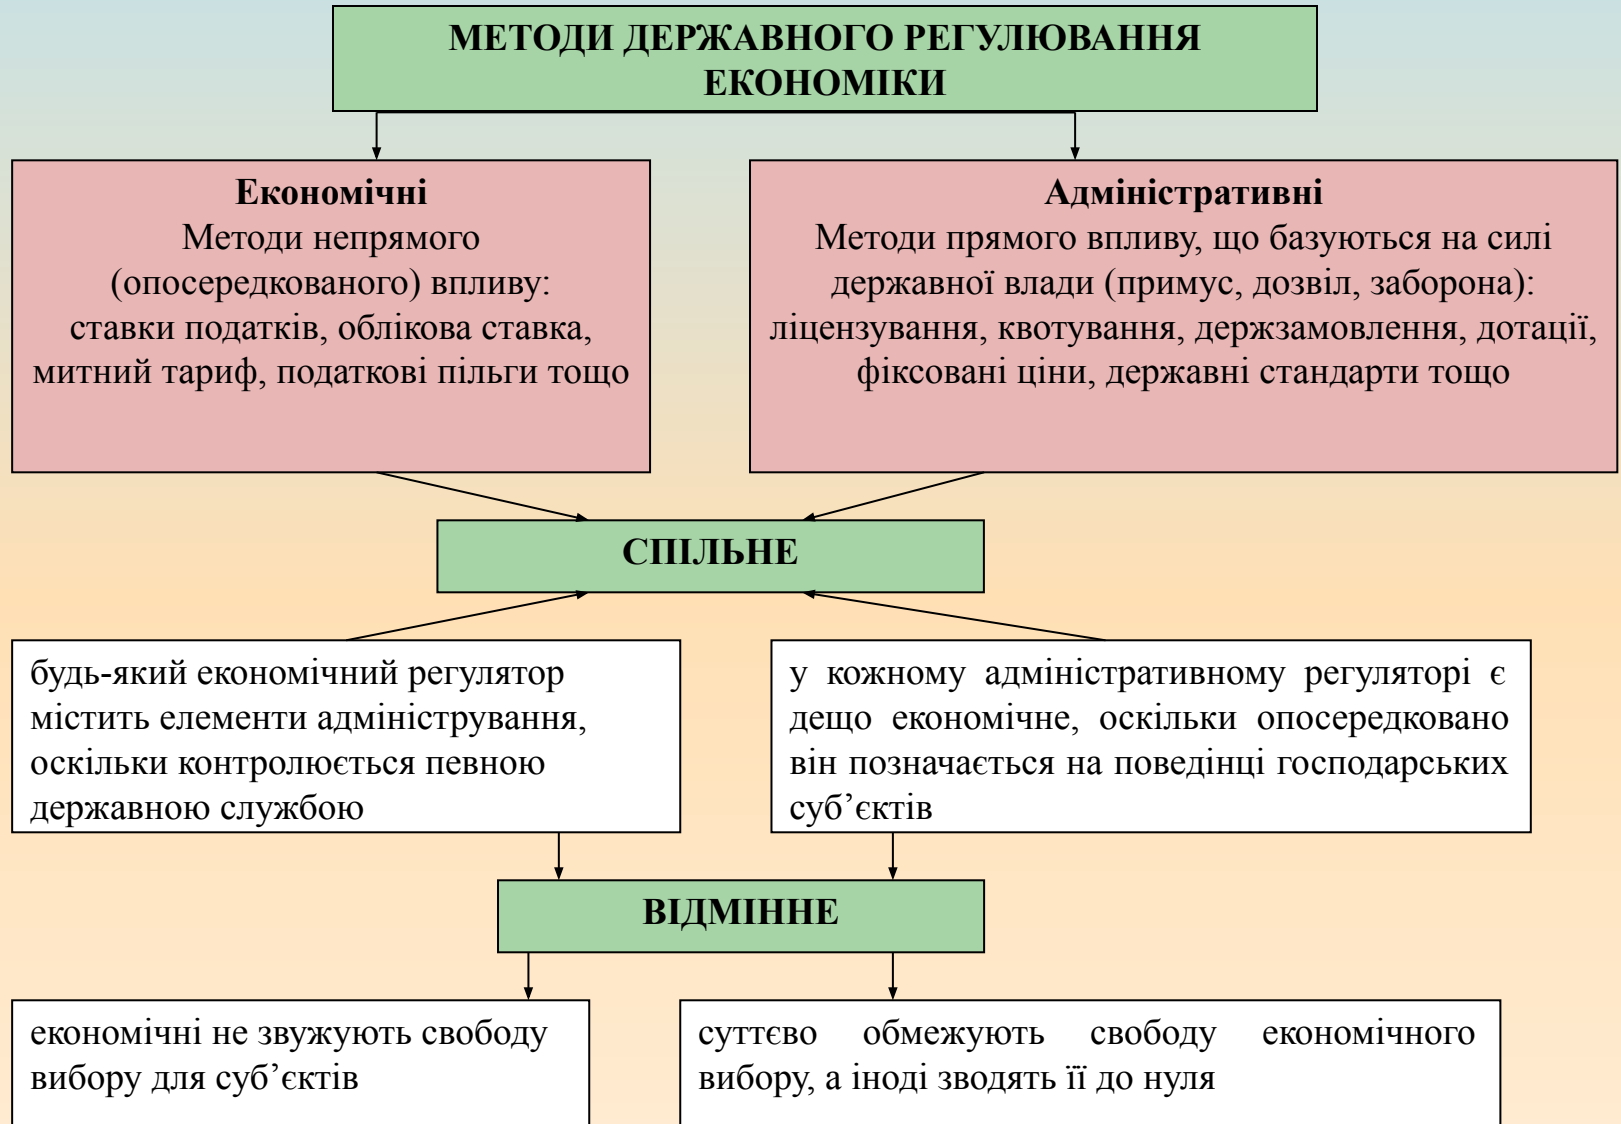 МЕТОДИ ДЕРЖАВНОГО РЕГУЛЮВАННЯ
ЕКОНОМІКИ
Економічні
Методи непрямого
(опосередкованого) впливу:
ставки податків, облікова ставка,
митний тариф, податкові пільги тощо
Адміністративні
Методи прямого впливу, що базуються на силі
державної влади (примус, дозвіл, заборона):
ліцензування, квотування, держзамовлення, дотації,
фіксовані ціни, державні стандарти тощо
СПІЛЬНЕ
будь-який економічний регулятор
містить елементи адміністрування,
оскільки контролюється певною
державною службою
у кожному адміністративному регуляторі є
дещо економічне, оскільки опосередковано
він позначається на поведінці господарських
суб’єктів
ВІДМІННЕ
економічні не звужують свободу
вибору для суб’єктів
суттєво обмежують свободу економічного
вибору, а іноді зводять її до нуля